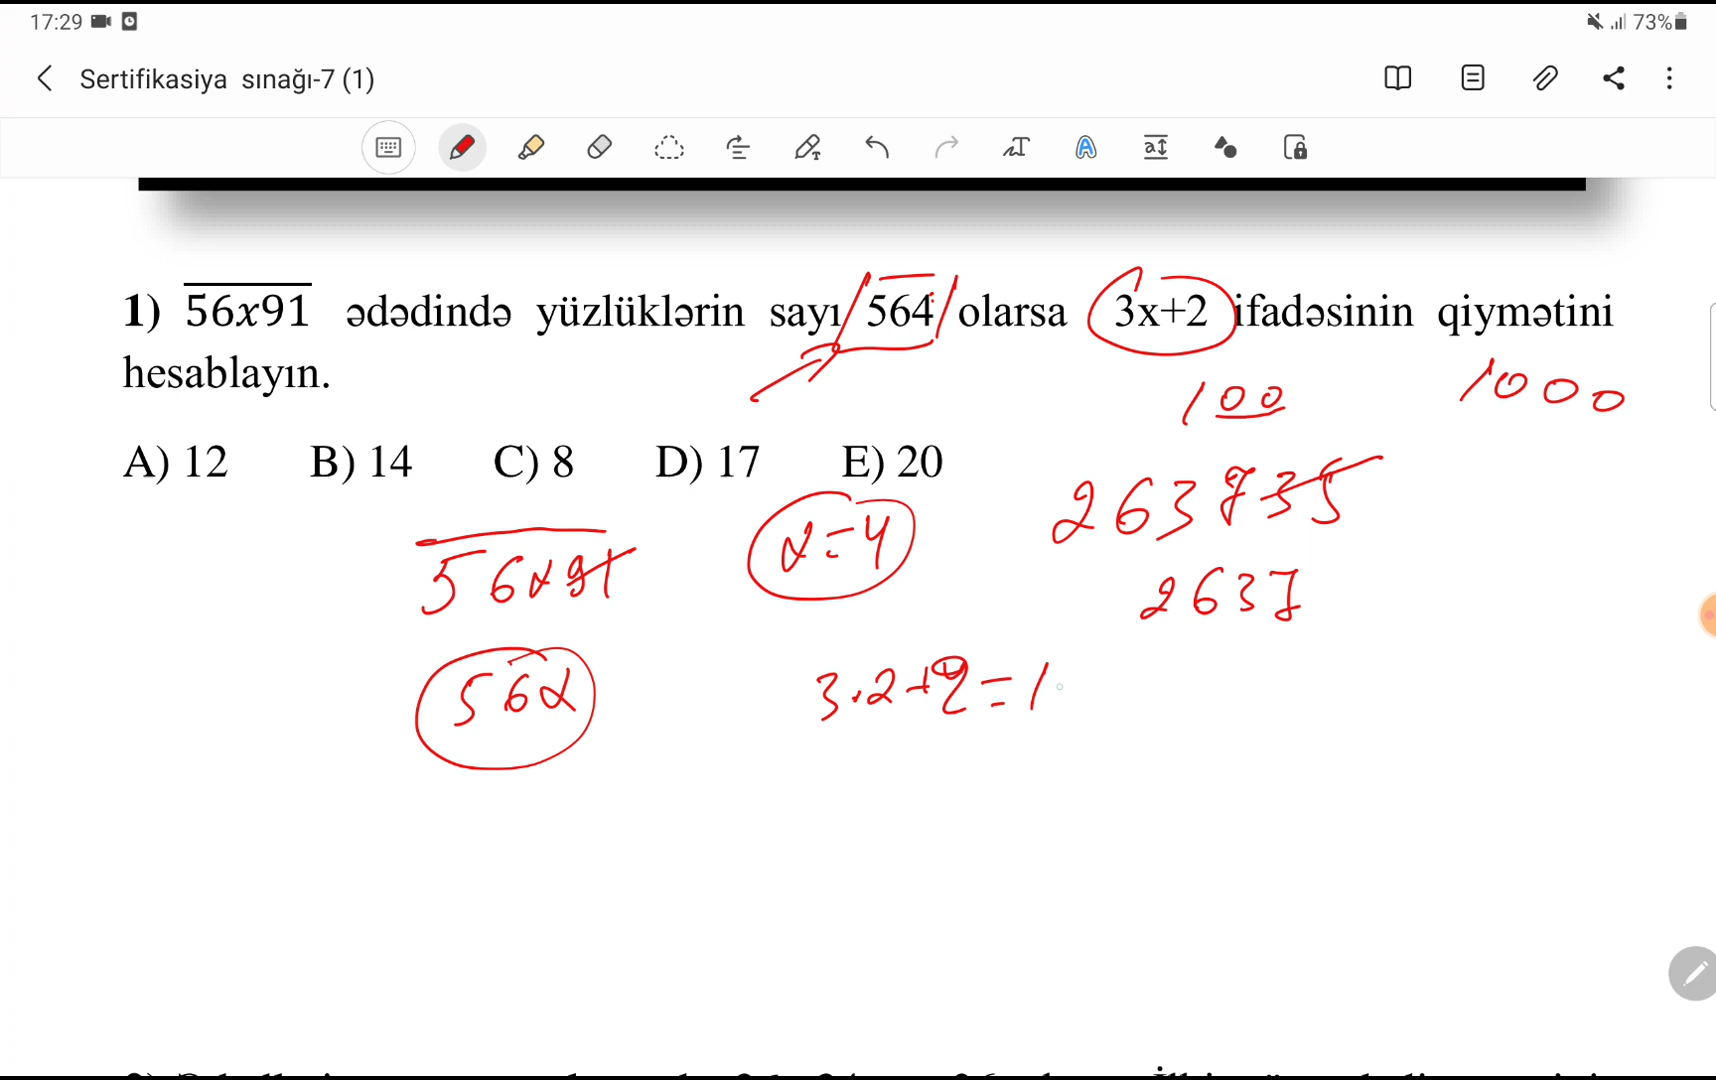 17:29
73%
Sertifikasiya sınağı-7 (1)
1) 56x91 ədədində yüzlüklərin sayı 564 olarsa 3x+2 ifadəsinin qiymətini
hesablayın.
100 1000
A) 12 B) 14 C) 8 D) 17 E) 20
263735
x=4
56x91
2637
56x
3.2+2=1